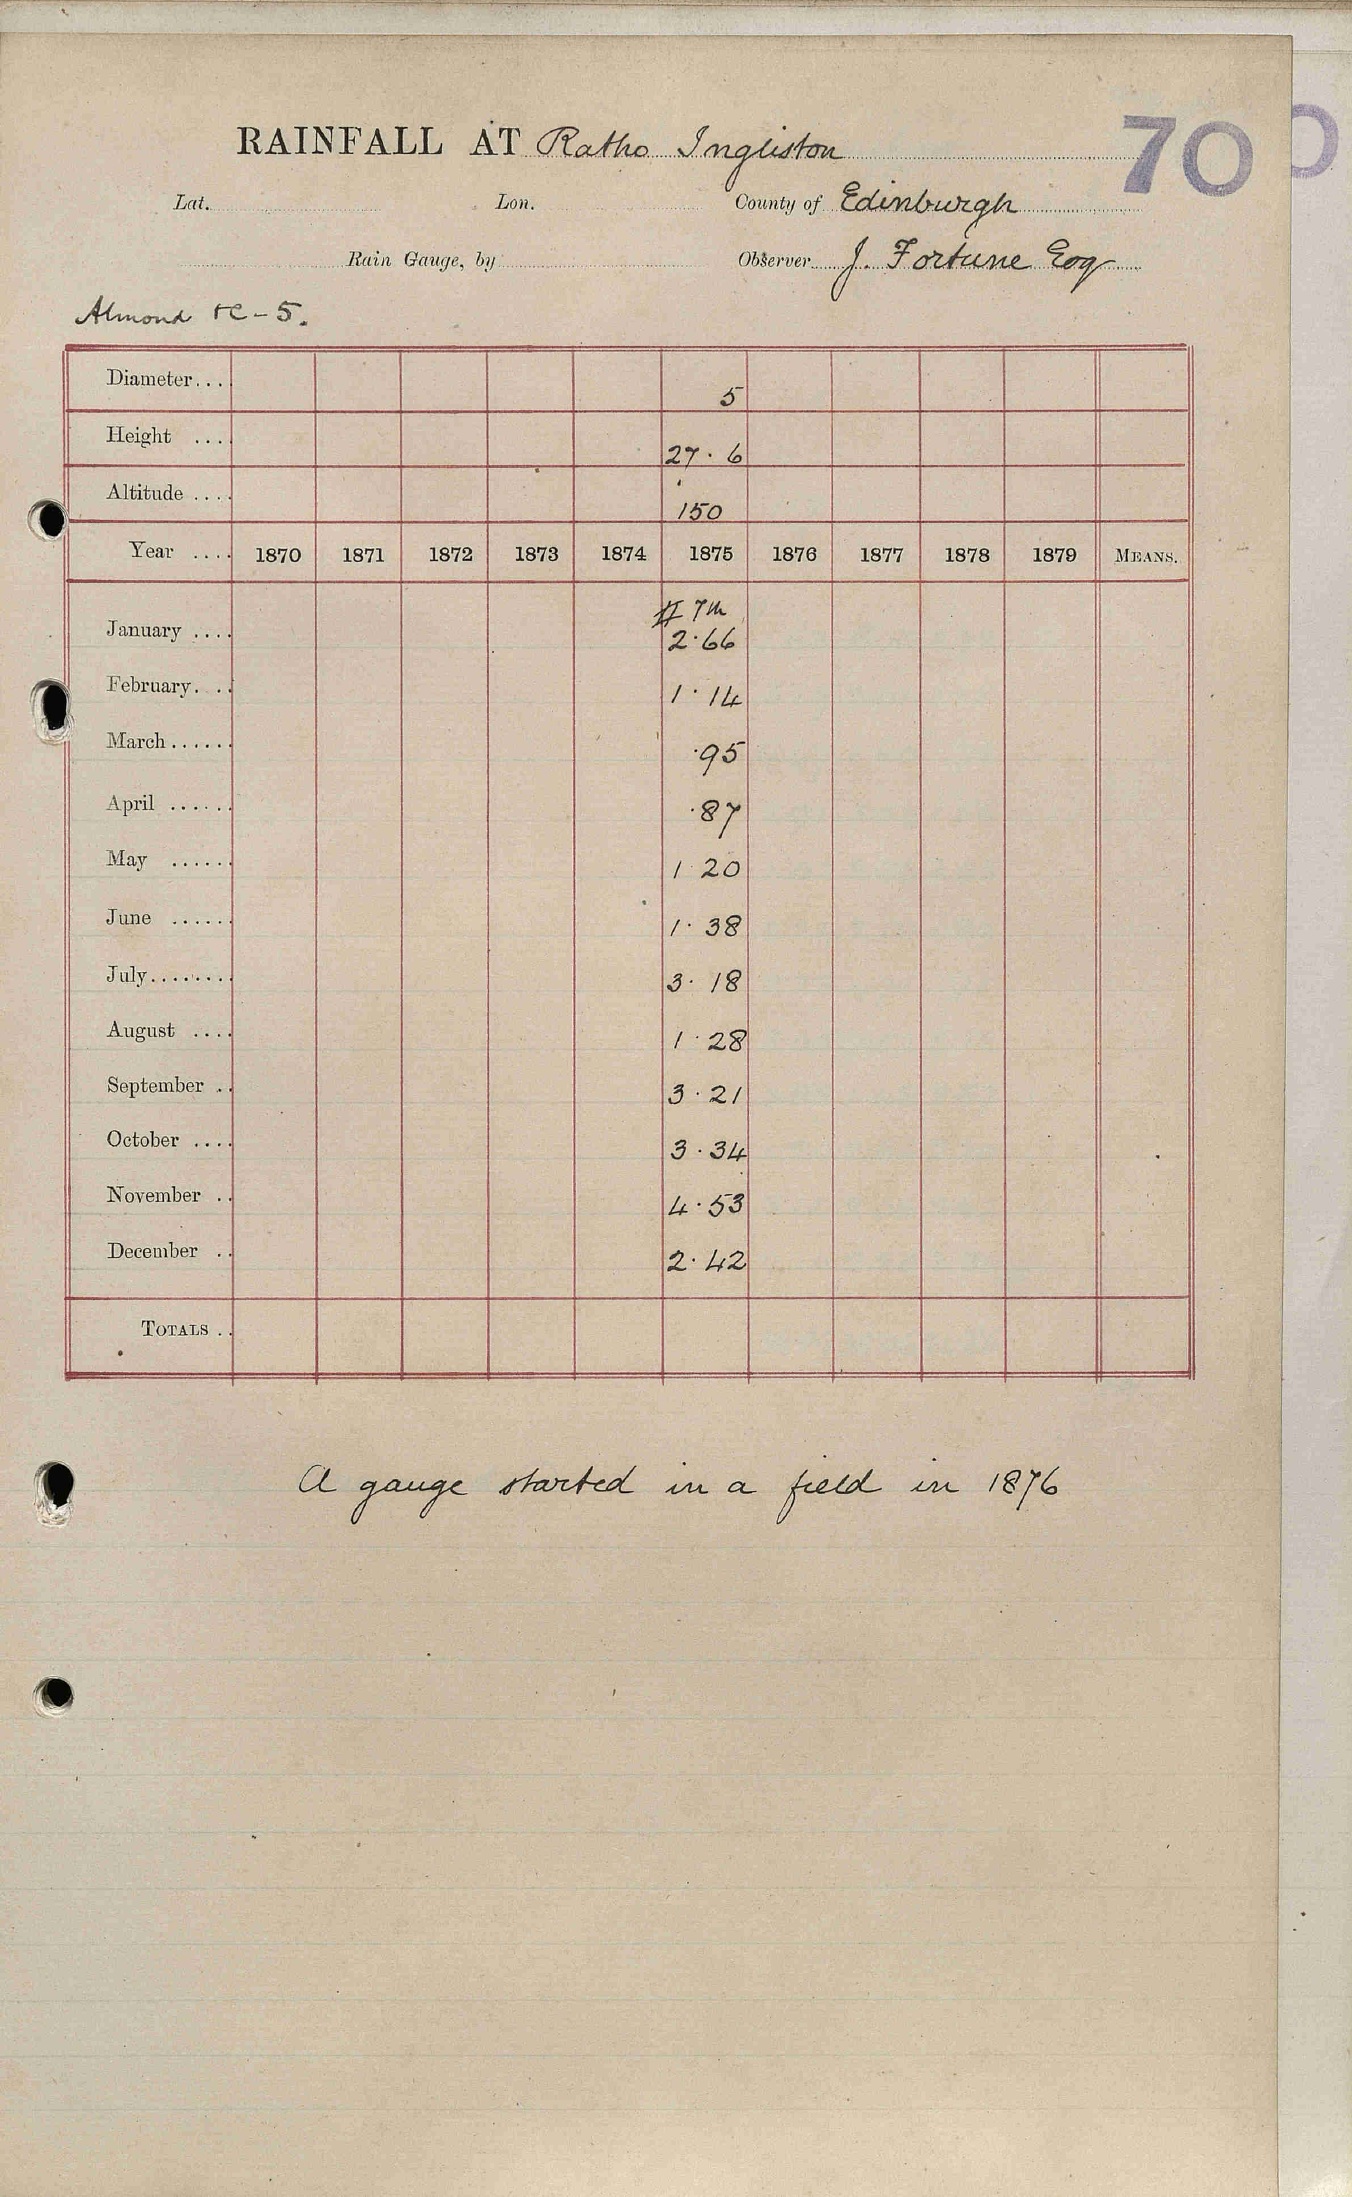 RAINFALL AT Ratho Ingliston
70
Lat. Lon. County of Edinburgh
Rain Gauge, by Observer J. Fortune Esq
Almond &c - 5.
Diameter... 5
Height ... 27.6
Altitude .... 150
Year .... 1870 1871 1872 1873 1874 1875 1876 1877 1878 1879 MEANS.
7th
January .... 2.66
February. .. 1.14
March...... .95
April ...... .87
May ...... 1 20
June ...... 1.38
July........ 3.18
August .... 1.28
September .. 3.21
October .... 3.34
November .. 4.53
December .. 2.42
TOTALS ..
A gauge started in a field in 1876